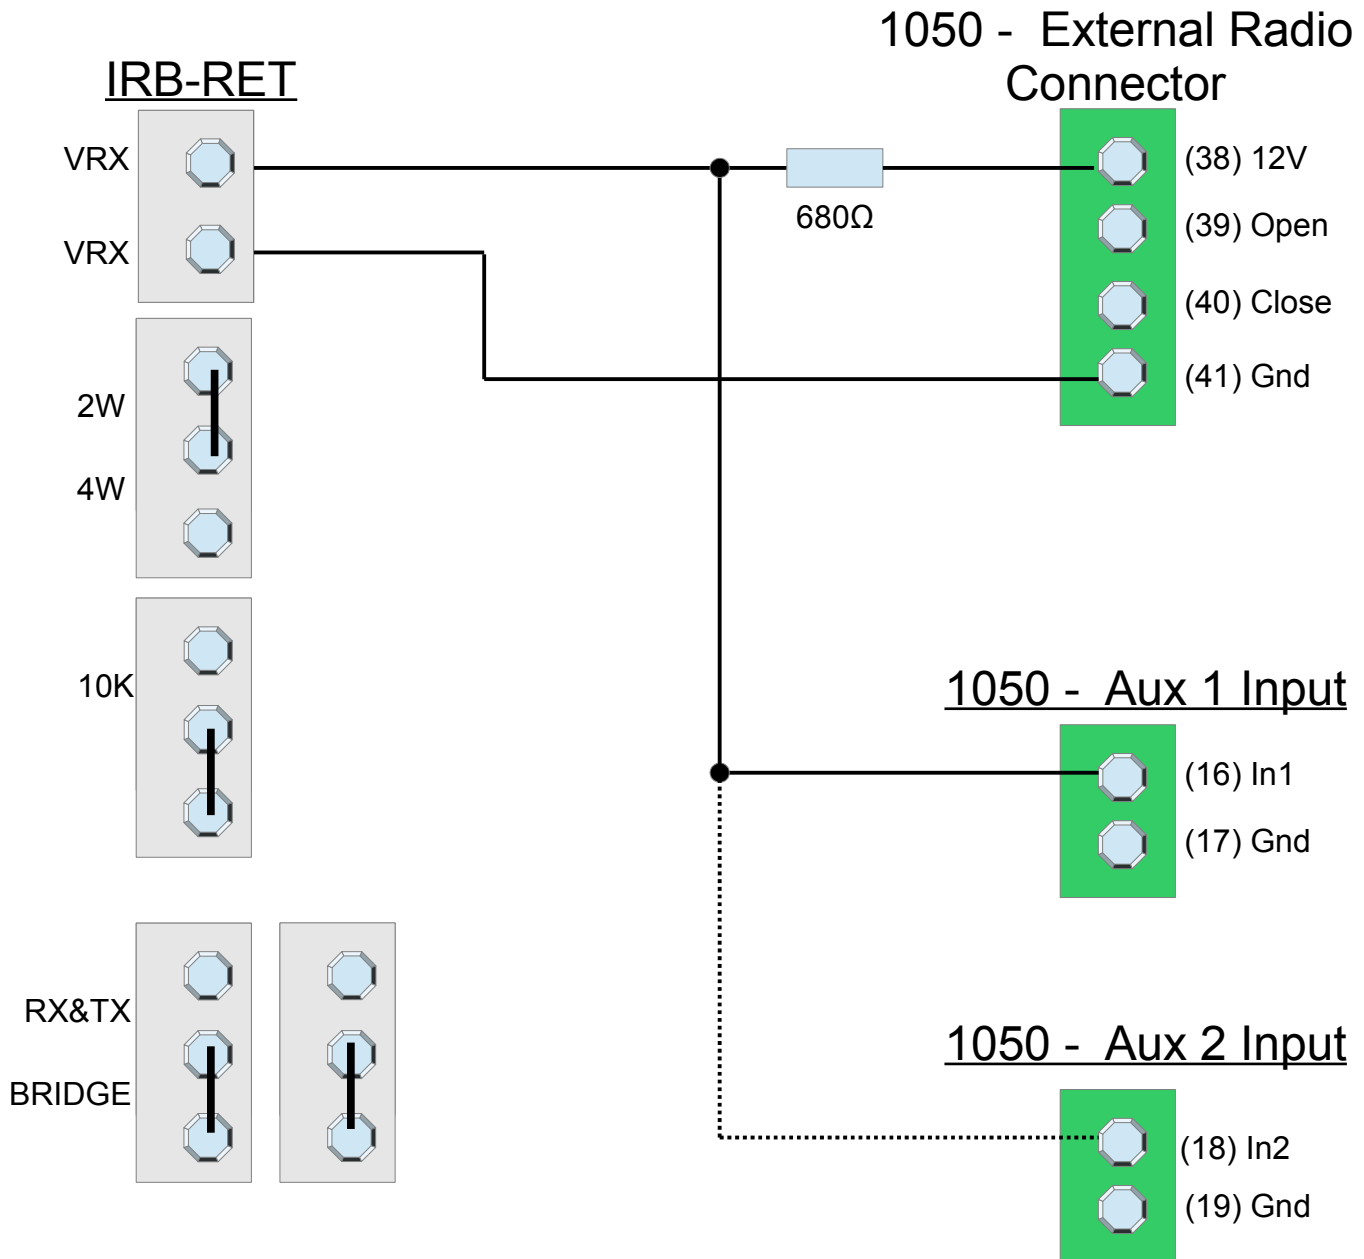 1050 -  External Radio
Connector
IRB-RET
VRX
(38) 12V
680Ω
(39) Open
VRX
(40) Close
(41) Gnd
2W
4W
10K
1050 -  Aux 1 Input
(16) In1
(17) Gnd
RX&TX
BRIDGE
1050 -  Aux 2 Input
(18) In2
(19) Gnd